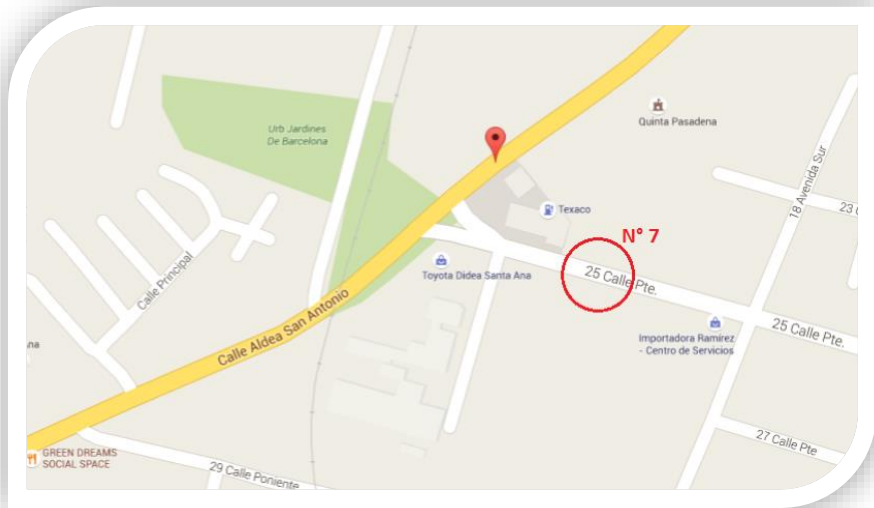 Quinta Pasadena
Urb Jardines
De Barcelona
18 Avenida Sur
23
Texaco
N° 7
Toyota Didea Santa Ana
25 Calle Pte.
Calle Principal
Calle Aldea San Antonio
25 Calle Pte.
Importadora Ramírez
- Centro de Servicios
27 Calle Pte
GREEN DREAMS
SOCIAL SPACE
29 Calle Poniente